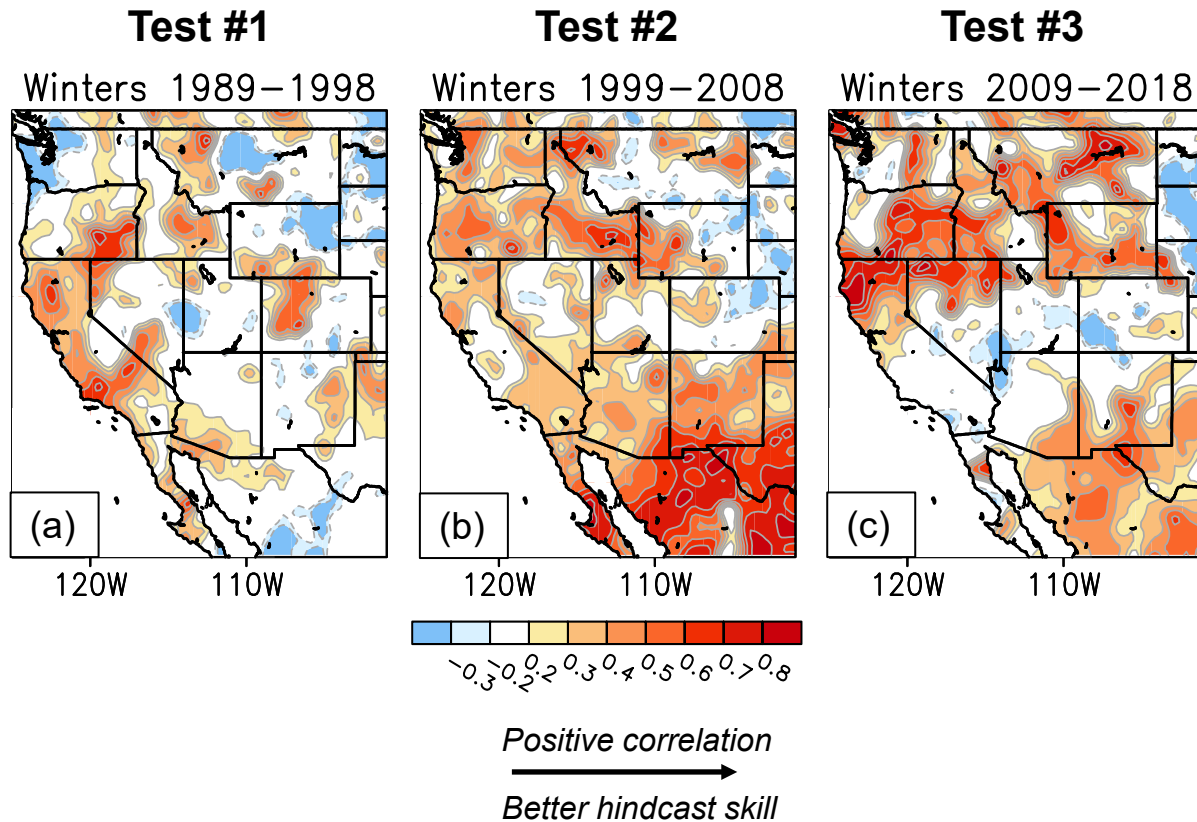 Test #1
Test #2
Test #3
Winters 1989−1998
Winters 1999−2008
Winters 2009−2018
(a)
(b)
(c)
120W 110W
120W 110W
120W 110W
−0.3 −0.2 0.2 0.3 0.4 0.5 0.6 0.7 0.8
Positive correlation
Better hindcast skill